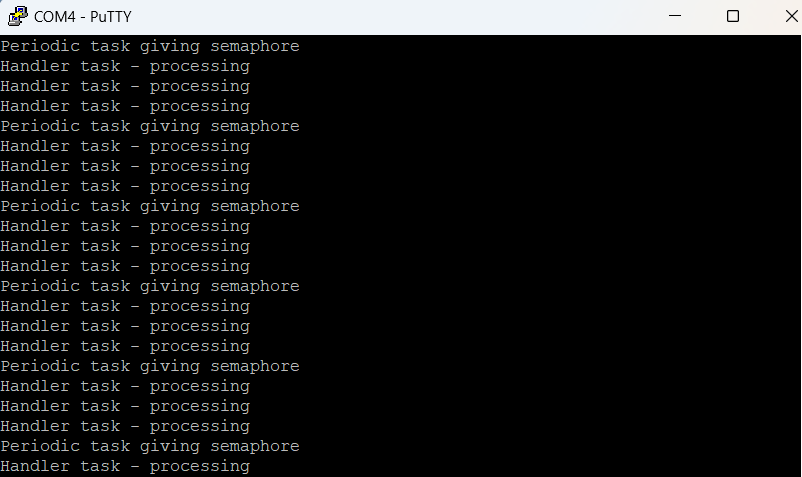 COM4 - PuTTY
Periodic task giving semaphore
Handler task - processing
Handler task - processing
Handler task - processing
Periodic task giving semaphore
Handler task - processing
Handler task - processing
Handler task - processing
Periodic task giving semaphore
Handler task - processing
Handler task - processing
Handler task - processing
Periodic task giving semaphore
Handler task - processing
Handler task - processing
Handler task - processing
Periodic task giving semaphore
Handler task - processing
Handler task - processing
Handler task - processing
Periodic task giving semaphore
Handler task - processing